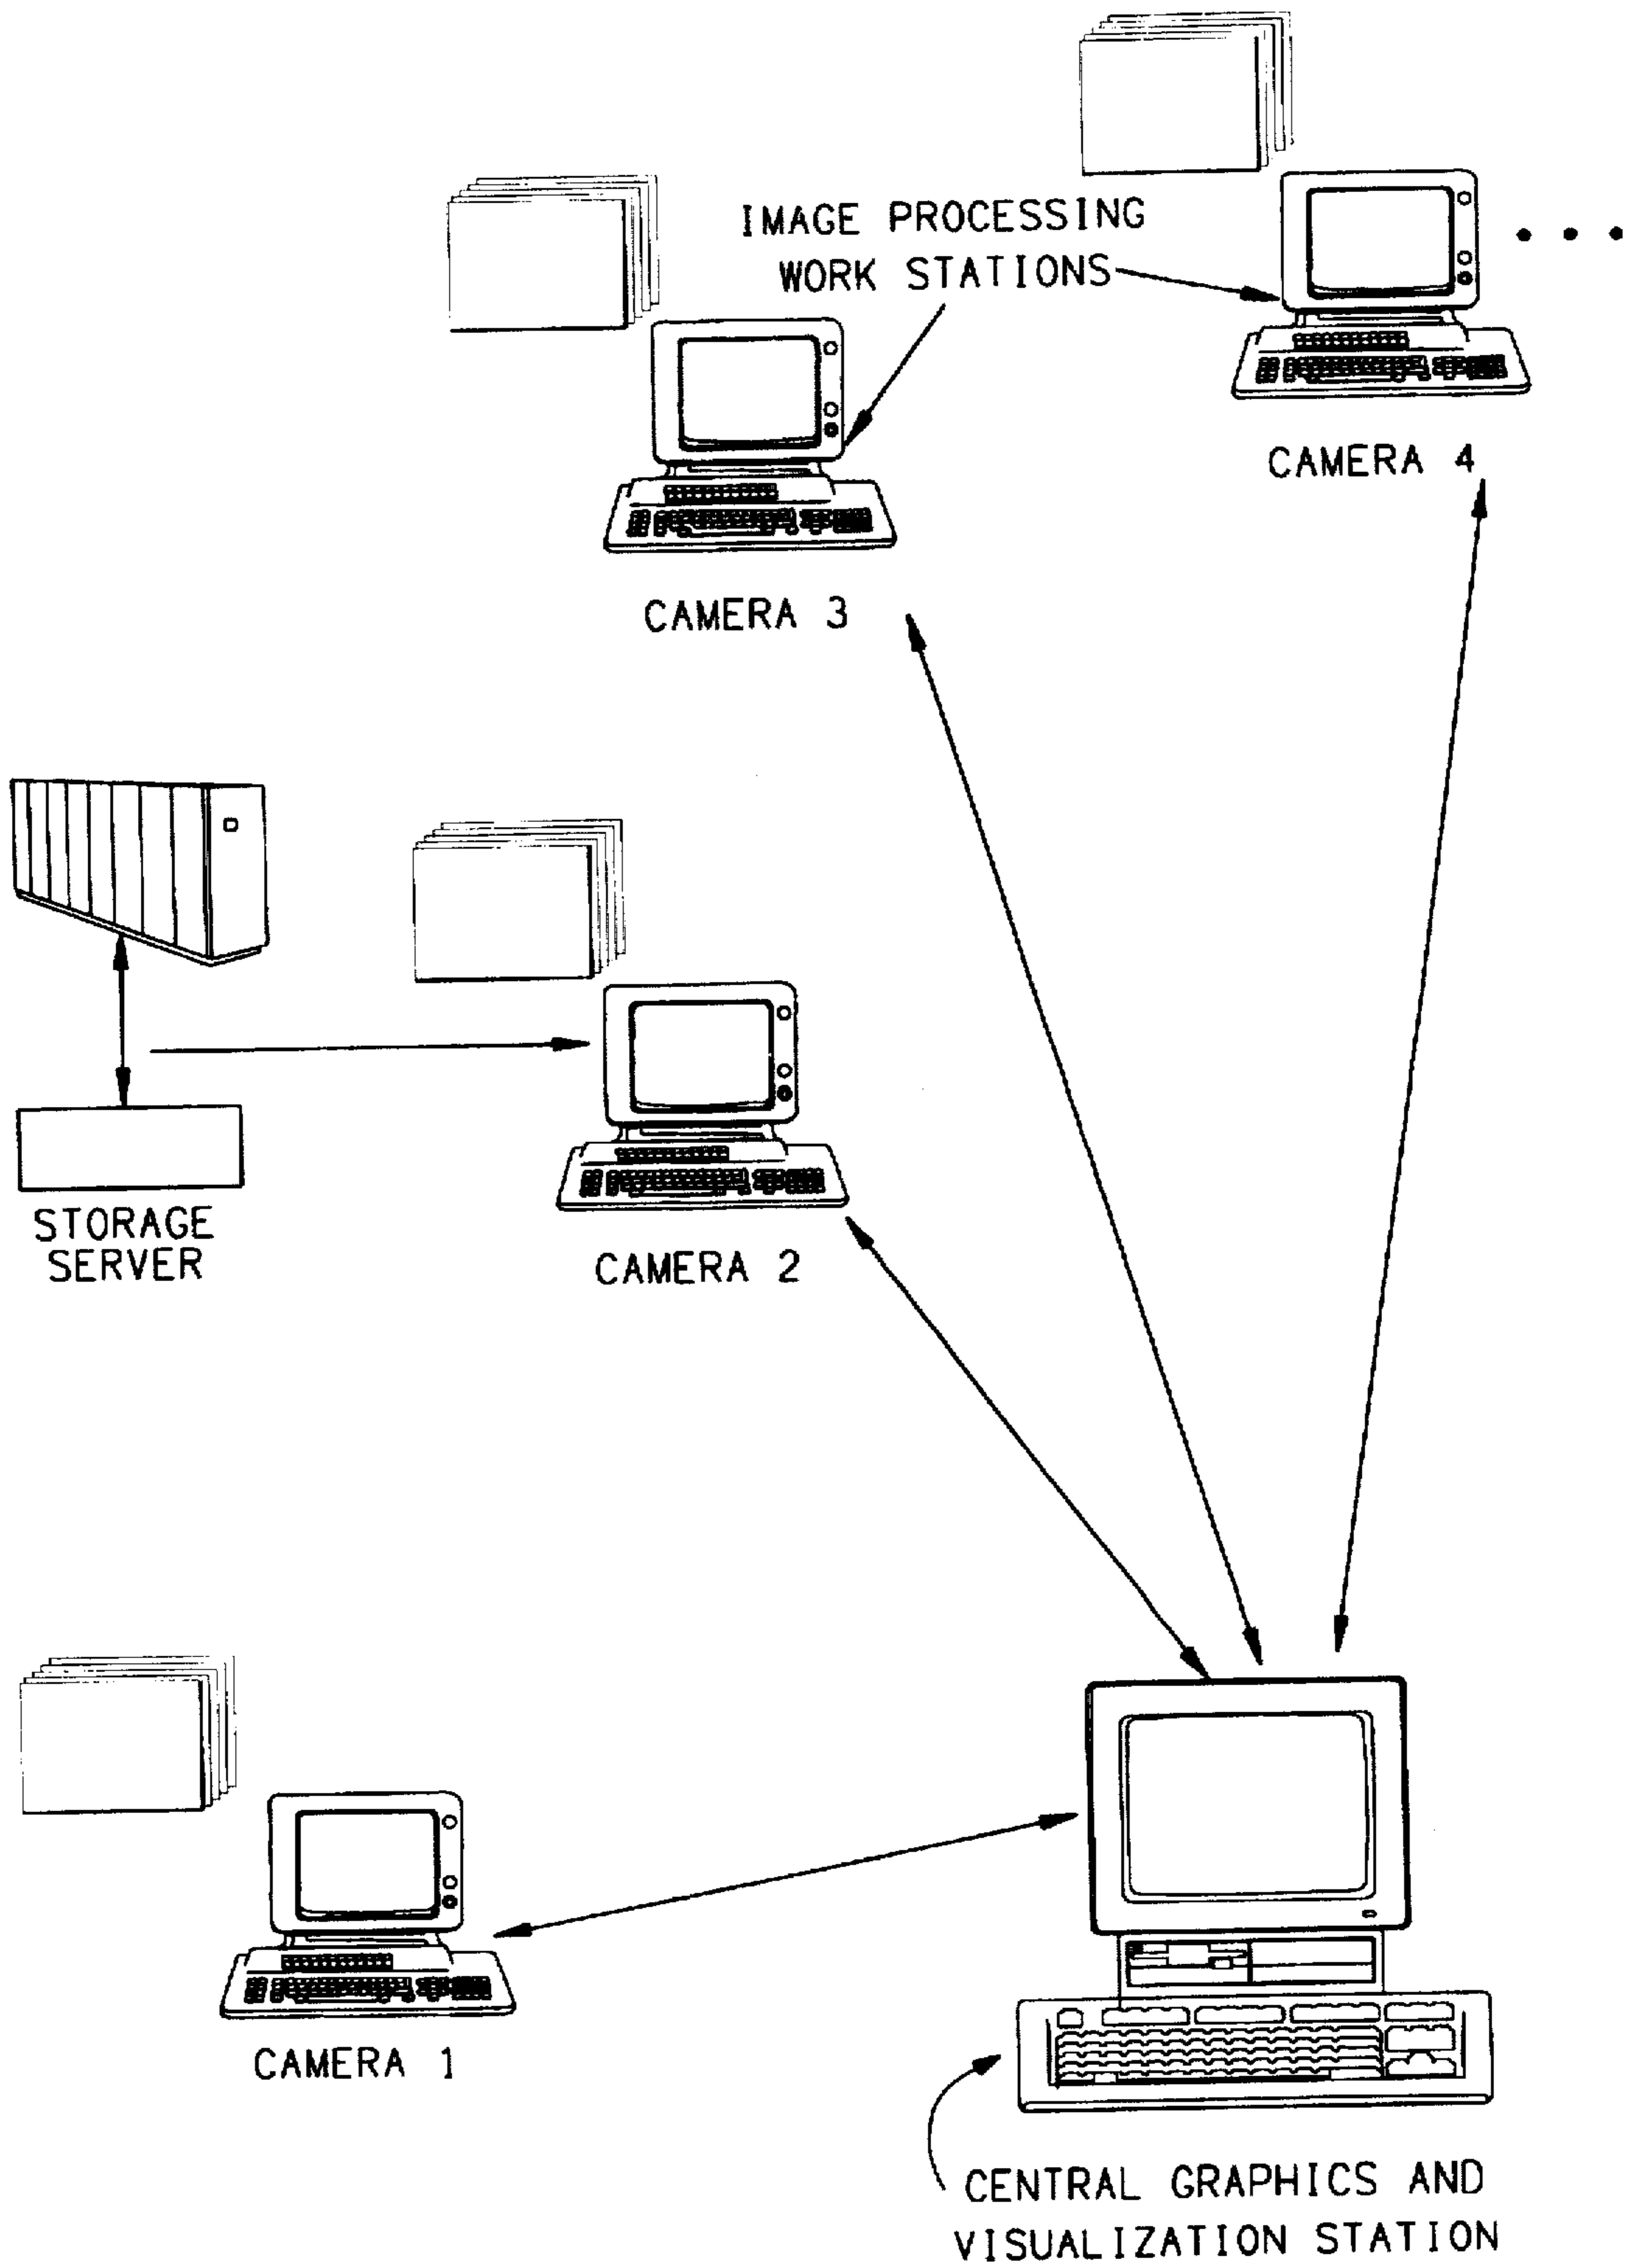 IMAGE PROCESSING
WORK STATIONS
CAMERA 4
CAMERA 3
STORAGE
SERVER
CAMERA 2
CAMERA 1
CENTRAL GRAPHICS AND
VISUALIZATION STATION